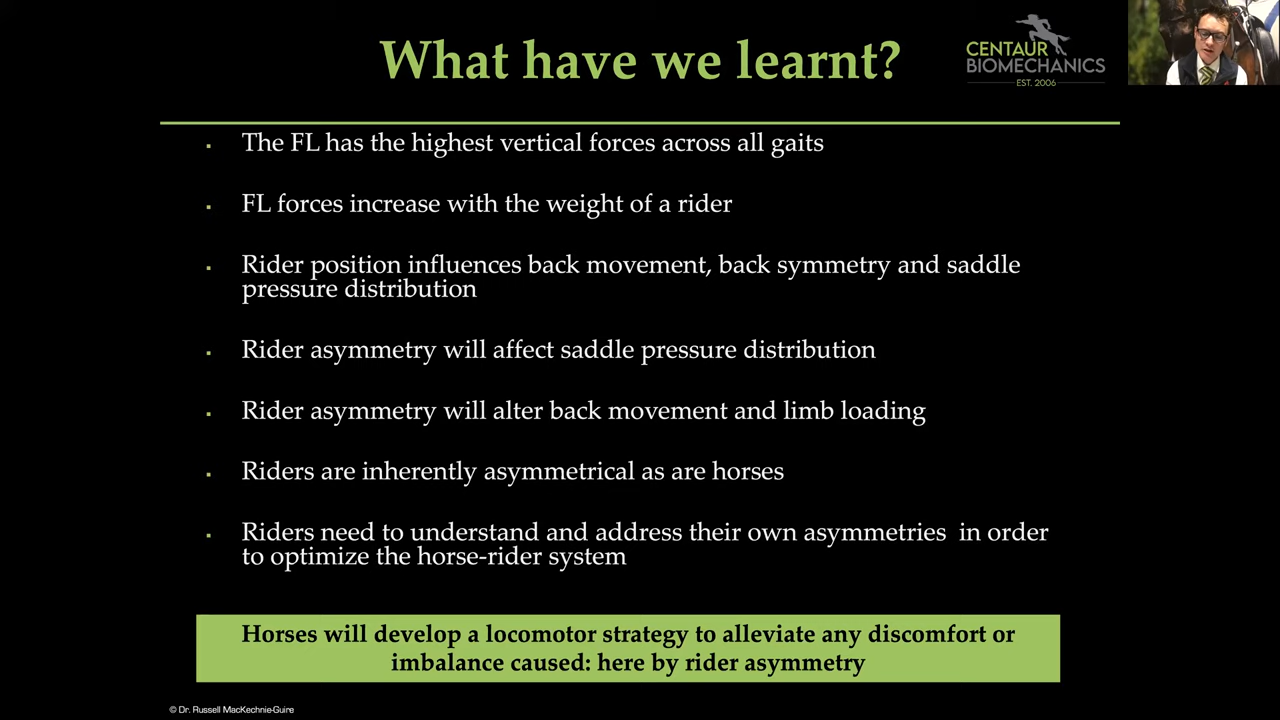 What have we learnt?
CENTAUR
BIOMECHANICS
EST. 2006
▪ The FL has the highest vertical forces across all gaits
▪ FL forces increase with the weight of a rider
▪ Rider position influences back movement, back symmetry and saddle
pressure distribution
▪ Rider asymmetry will affect saddle pressure distribution
▪ Rider asymmetry will alter back movement and limb loading
▪ Riders are inherently asymmetrical as are horses
▪ Riders need to understand and address their own asymmetries in order
to optimize the horse-rider system
Horses will develop a locomotor strategy to alleviate any discomfort or
imbalance caused: here by rider asymmetry
© Dr. Russell MacKechnie-Guire